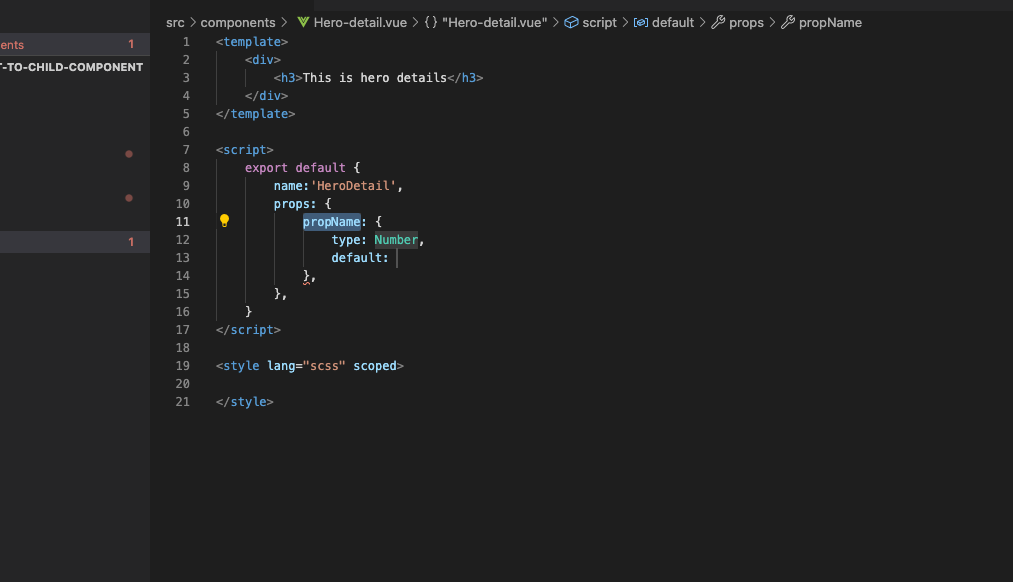 src > components > Hero-detail.vue > {} "Hero-detail.vue" > script > default > props > propName
ents 1
T-TO-CHILD-COMPONENT
1
1 <template>
2 <div>
3 <h3>This is hero details</h3>
4 </div>
5 </template>
6
7 <script>
8 export default {
9 name:'HeroDetail',
10 props: {
11 propName: {
12 type: Number,
13 default:
14 },
15 },
16 }
17 </script>
18
19 <style lang="scss" scoped>
20
21 </style>